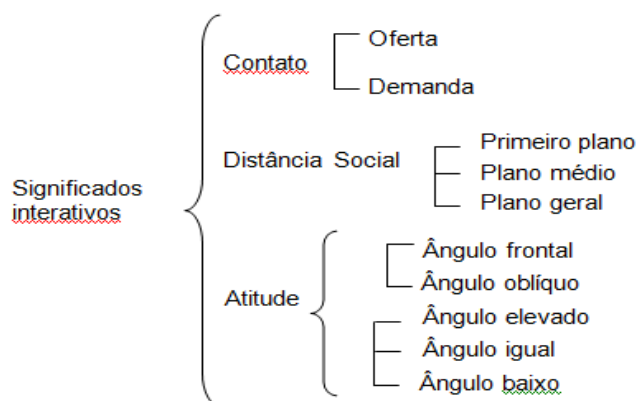 Significados
interativos
Contato
Oferta
Demanda
Distância Social
Primeiro plano
Plano médio
Plano geral
Atitude
Ângulo frontal
Ângulo oblíquo
Ângulo elevado
Ângulo igual
Ângulo baixo